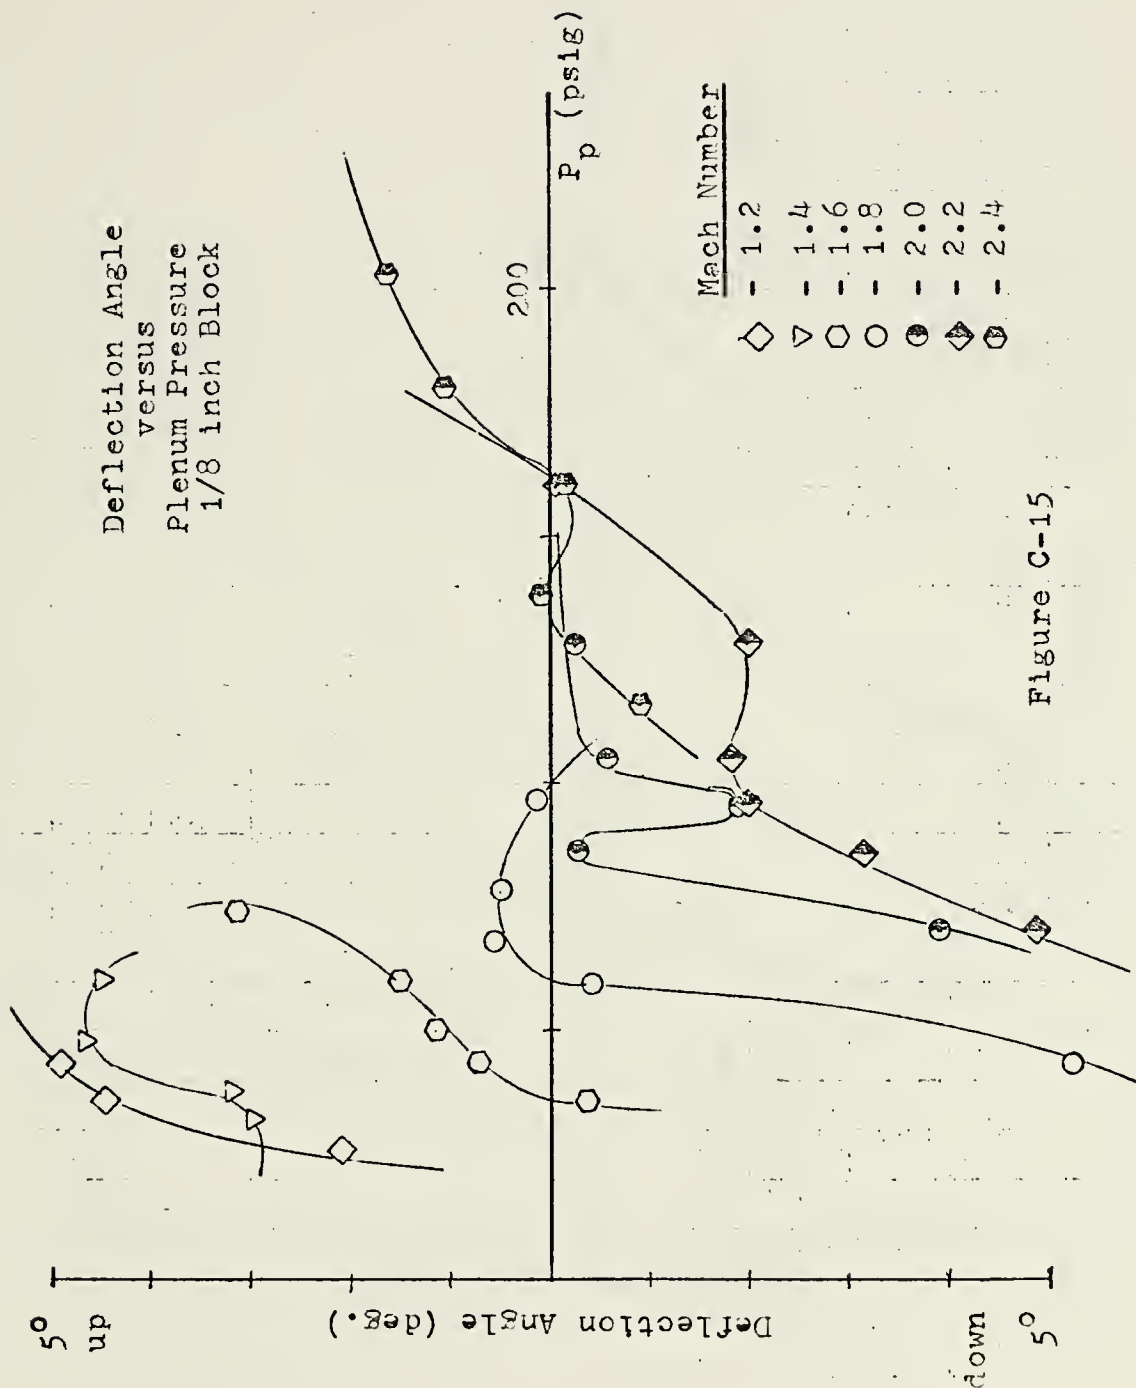 Deflection Angle
versus
Plenum Pressure
1/8 inch Block
5° up
Deflection Angle (deg.)
down 5°
200
P_p (psig)
Mach Number
- 1.2
- 1.4
- 1.6
- 1.8
- 2.0
- 2.2
- 2.4
Figure C-15